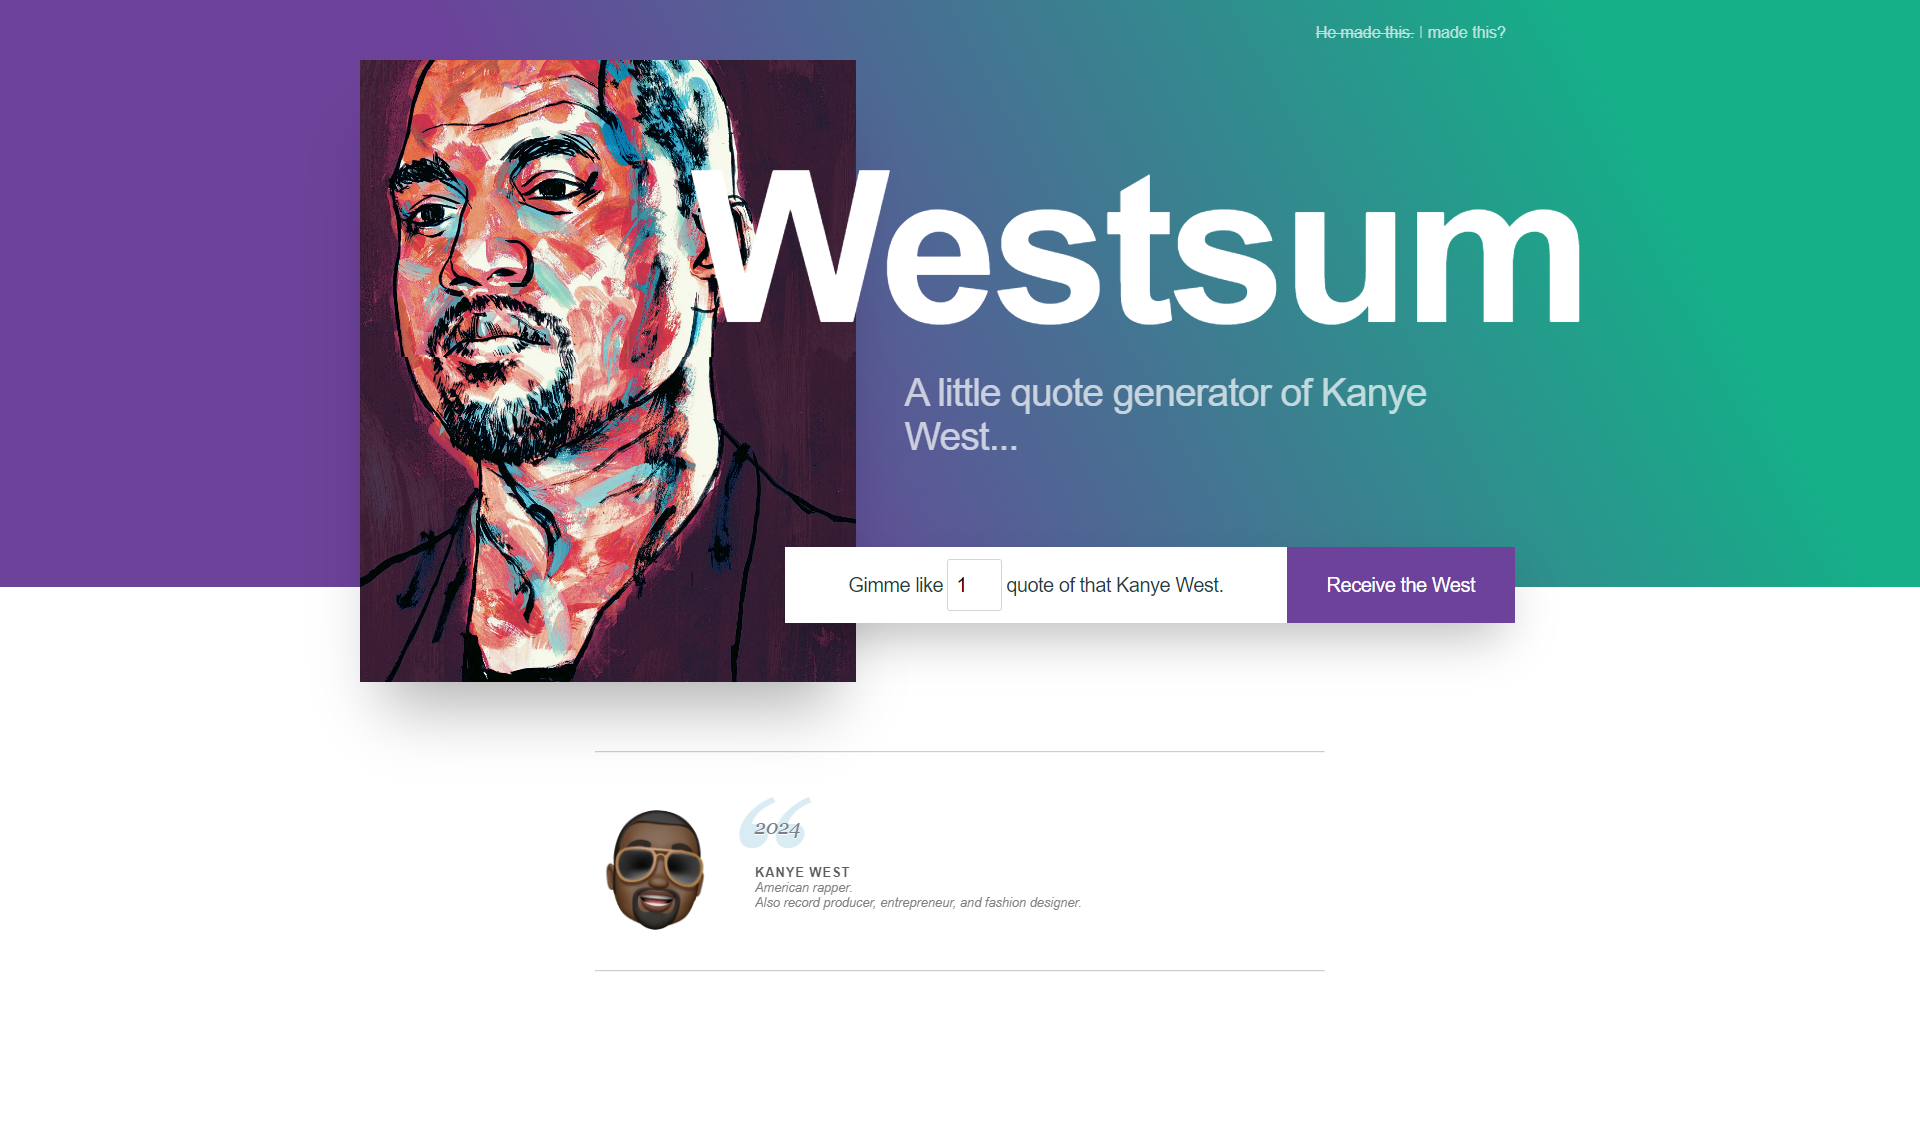 He made this. I made this?
Westsum
A little quote generator of Kanye
West...
Gimme like 1 quote of that Kanye West.
Receive the West
“
2024
KANYE WEST
American rapper.
Also record producer, entrepreneur, and fashion designer.